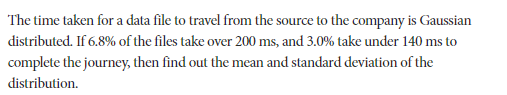 The time taken for a data file to travel from the source to the company is Gaussian
distributed. If 6.8% of the files take over 200 ms, and 3.0% take under 140 ms to
complete the journey, then find out the mean and standard deviation of the
distribution.